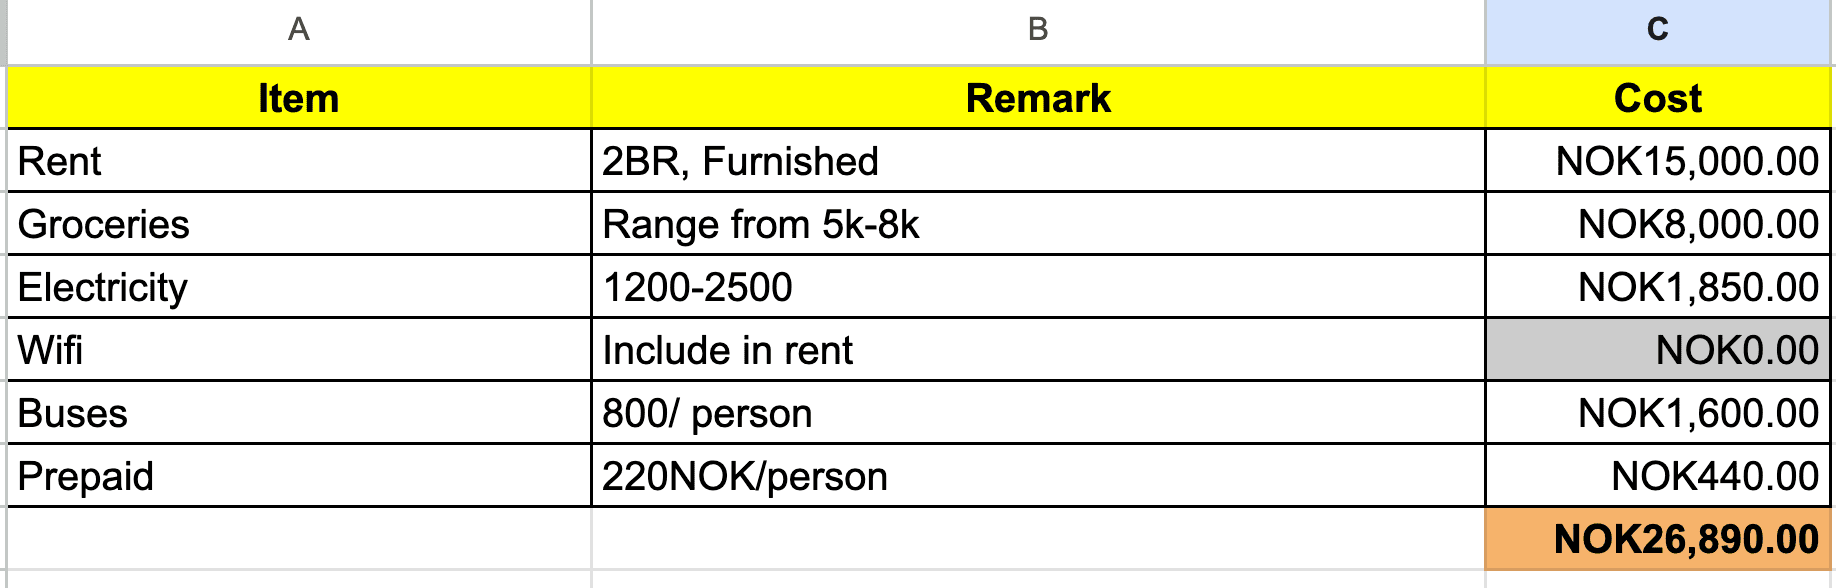 A B C
Item Remark Cost
Rent 2BR, Furnished NOK15,000.00
Groceries Range from 5k-8k NOK8,000.00
Electricity 1200-2500 NOK1,850.00
Wifi Include in rent NOK0.00
Buses 800/ person NOK1,600.00
Prepaid 220NOK/person NOK440.00
NOK26,890.00